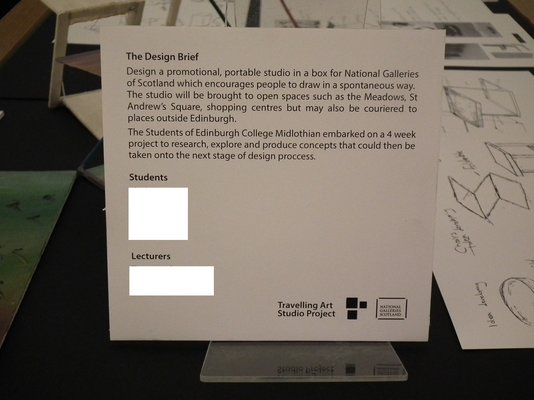 The Design Brief
Design a promotional, portable studio in a box for National Galleries
of Scotland which encourages people to draw in a spontaneous way.
The studio will be brought to open spaces such as the Meadows, St
Andrew's Square, shopping centres but may also be couriered to
places outside Edinburgh.
The Students of Edinburgh College Midlothian embarked on a 4 week
project to research, explore and produce concepts that could then be
taken onto the next stage of design proccess.
Students
Lecturers
Travelling Art
Studio Project
NATIONAL
GALLERIES
SCOTLAND